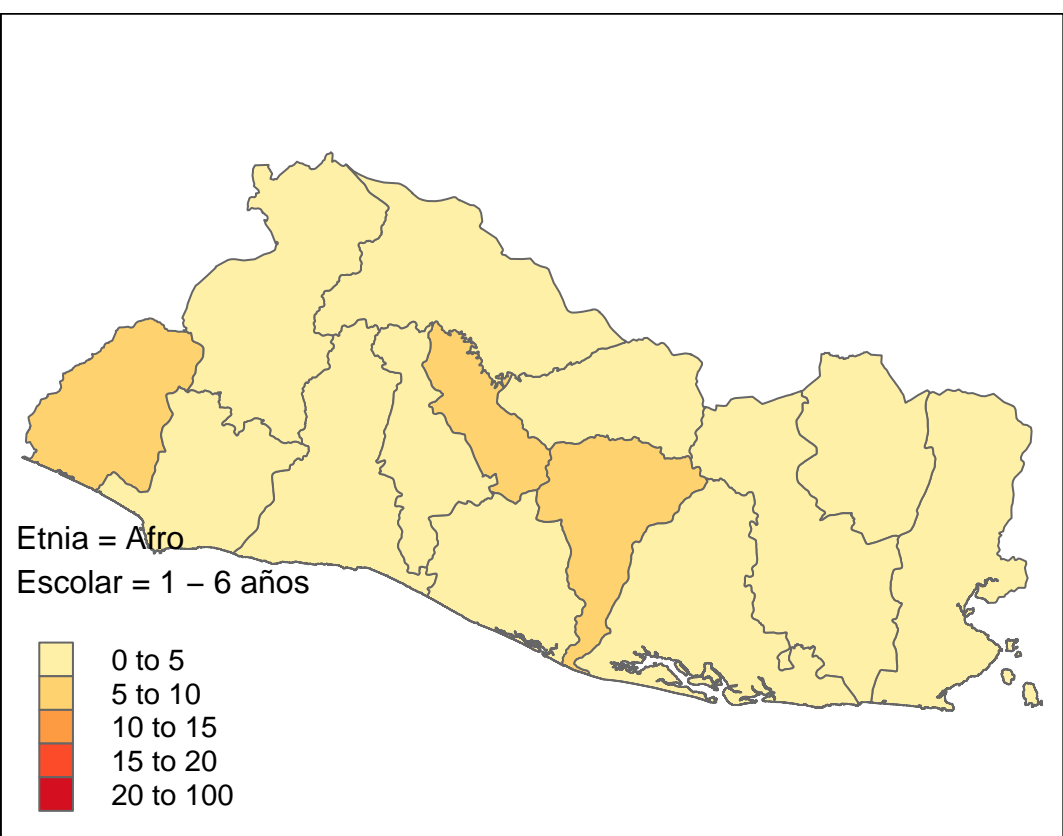 Etnia = Afro
Escolar = 1 – 6 años
0 to 5
5 to 10
10 to 15
15 to 20
20 to 100